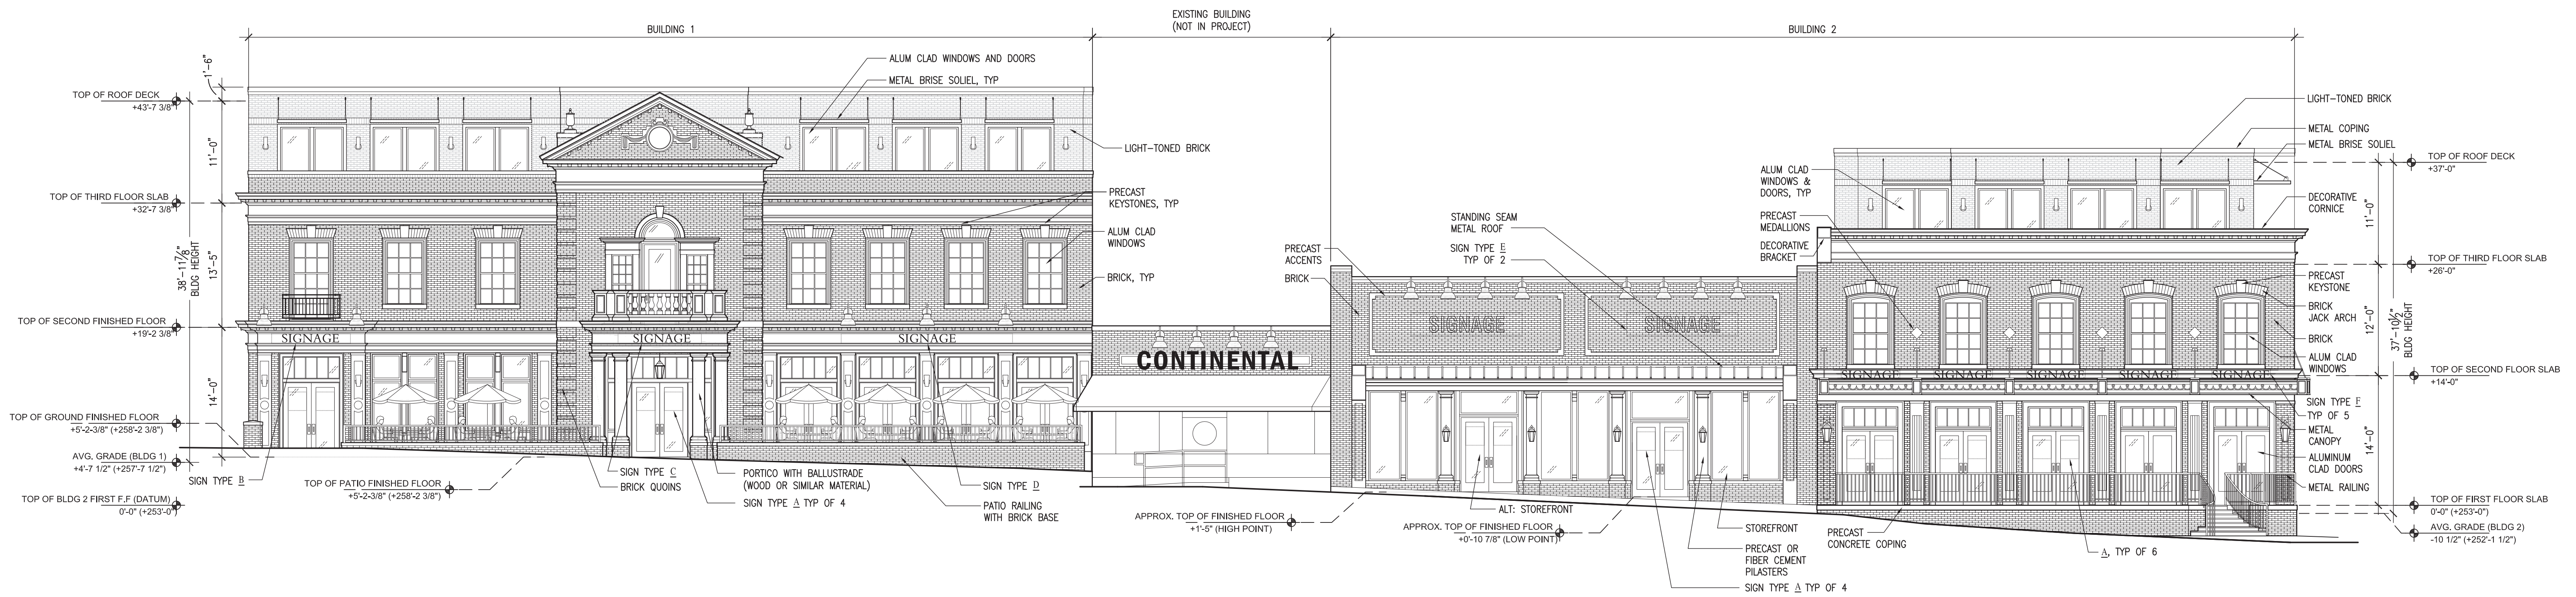 BUILDING 1
EXISTING BUILDING
(NOT IN PROJECT)
BUILDING 2
1'-6"
TOP OF ROOF DECK
+43'-7 3/8"
11'-0"
TOP OF THIRD FLOOR SLAB
+32'-7 3/8"
38'-11 7/8"
BLDG HEIGHT
13'-5"
TOP OF SECOND FINISHED FLOOR
+19'-2 3/8"
14'-0"
TOP OF GROUND FINISHED FLOOR
+5'-2-3/8" (+258'-2 3/8")
AVG. GRADE (BLDG 1)
+4'-7 1/2" (+257'-7 1/2")
TOP OF BLDG 2 FIRST F.F (DATUM)
0'-0" (+253'-0")
SIGN TYPE B
TOP OF PATIO FINISHED FLOOR
+5'-2-3/8" (+258'-2 3/8")
ALUM CLAD WINDOWS AND DOORS
METAL BRISE SOLIEL, TYP
LIGHT-TONED BRICK
PRECAST
KEYSTONES, TYP
ALUM CLAD
WINDOWS
BRICK, TYP
SIGNAGE
SIGNAGE
SIGNAGE
SIGN TYPE C
BRICK QUOINS
PORTICO WITH BALLUSTRADE
(WOOD OR SIMILAR MATERIAL)
SIGN TYPE A TYP OF 4
SIGN TYPE D
PATIO RAILING
WITH BRICK BASE
CONTINENTAL
PRECAST
ACCENTS
BRICK
STANDING SEAM
METAL ROOF
SIGN TYPE E
TYP OF 2
SIGNAGE
SIGNAGE
APPROX. TOP OF FINISHED FLOOR
+1'-5" (HIGH POINT)
ALT: STOREFRONT
APPROX. TOP OF FINISHED FLOOR
+0'-10 7/8" (LOW POINT)
STOREFRONT
PRECAST OR
FIBER CEMENT
PILASTERS
SIGN TYPE A TYP OF 4
ALUM CLAD
WINDOWS &
DOORS, TYP
PRECAST
MEDALLIONS
DECORATIVE
BRACKET
SIGNAGE
SIGNAGE
SIGNAGE
SIGNAGE
SIGNAGE
PRECAST
CONCRETE COPING
A, TYP OF 6
LIGHT-TONED BRICK
METAL COPING
METAL BRISE SOLIEL
DECORATIVE
CORNICE
PRECAST
KEYSTONE
BRICK
JACK ARCH
BRICK
ALUM CLAD
WINDOWS
SIGN TYPE F
TYP OF 5
METAL
CANOPY
ALUMINUM
CLAD DOORS
METAL RAILING
11'-0"
12'-0"
14'-0"
37'-10 1/2"
BLDG HEIGHT
TOP OF ROOF DECK
+37'-0"
TOP OF THIRD FLOOR SLAB
+26'-0"
TOP OF SECOND FLOOR SLAB
+14'-0"
TOP OF FIRST FLOOR SLAB
0'-0" (+253'-0")
AVG. GRADE (BLDG 2)
-10 1/2" (+252'-1 1/2")